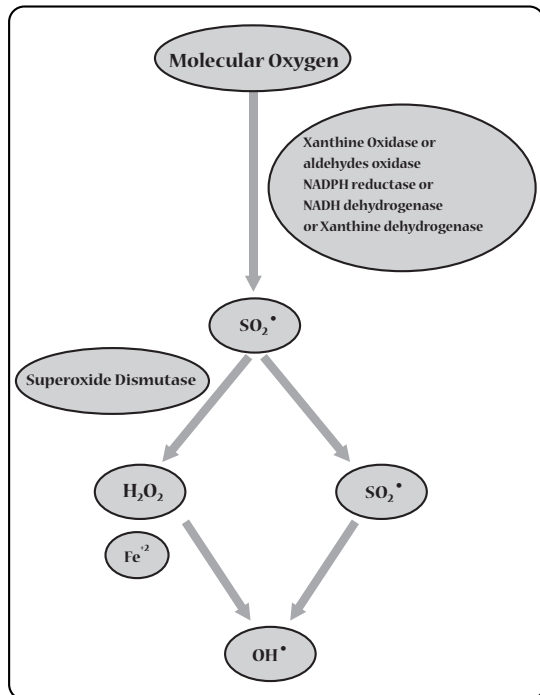 Molecular Oxygen
Xanthine Oxidase or
aldehydes oxidase
NADPH reductase or
NADH dehydrogenase
or Xanthine dehydrogenase
SO₂•
Superoxide Dismutase
H₂O₂
SO₂•
Fe⁺²
OH•